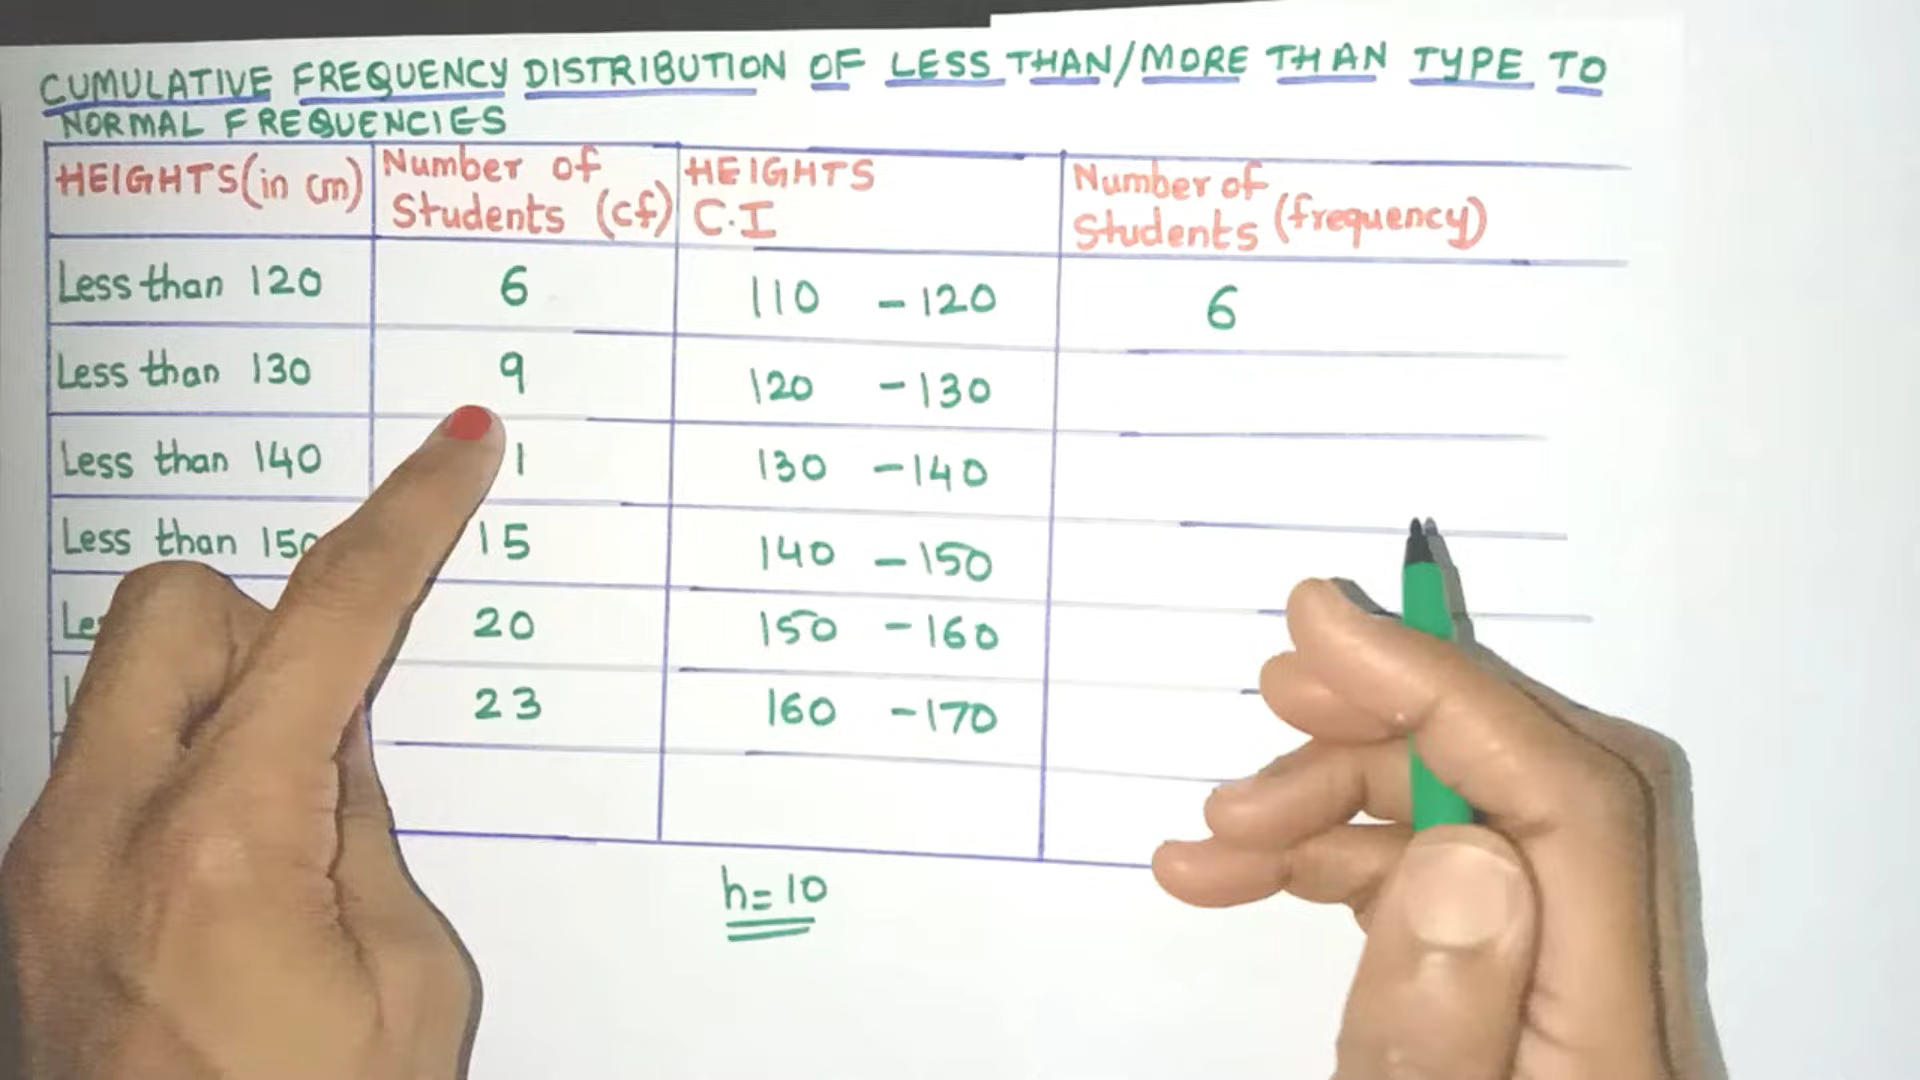 CUMULATIVE FREQUENCY DISTRIBUTION OF LESS THAN/MORE THAN TYPE TO
NORMAL FREQUENCIES
HEIGHTS (in cm) Number of Students (cf) HEIGHTS C.I Number of Students (frequency)
Less than 120 6 110 - 120 6
Less than 130 9 120 - 130
Less than 140 1 130 - 140
Less than 150 15 140 - 150
20 150 - 160
23 160 - 170
h = 10